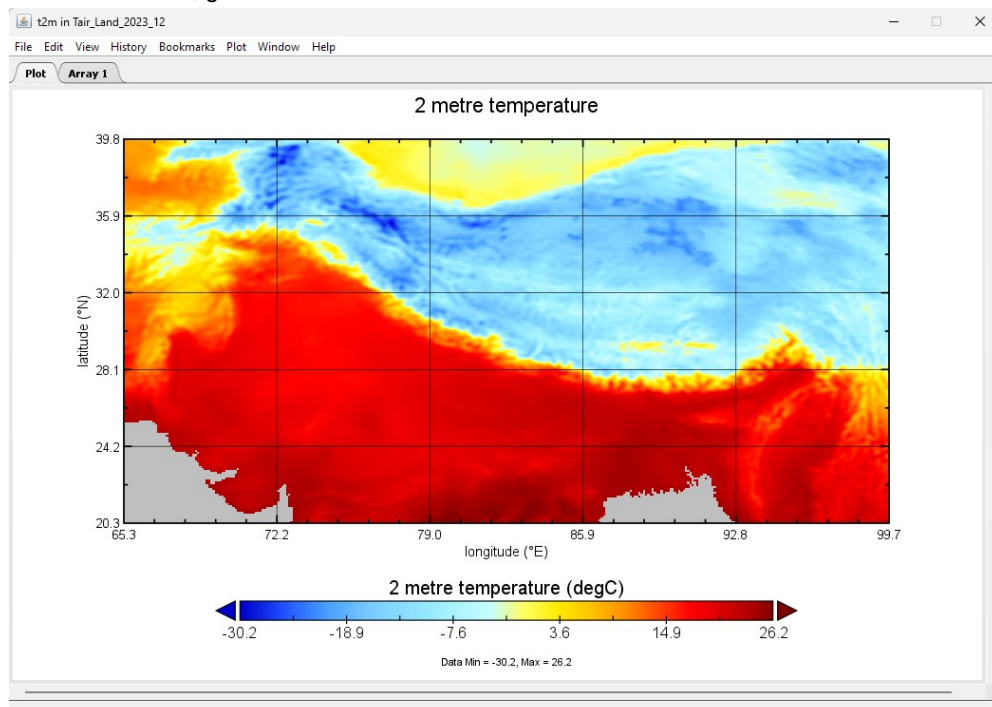 t2m in Tair_Land_2023_12
File Edit View History Bookmarks Plot Window Help
Plot Array 1
2 metre temperature
39.8
35.9
32.0
28.1
24.2
20.3
latitude (°N)
65.3 72.2 79.0 85.9 92.8 99.7
longitude (°E)
2 metre temperature (degC)
-30.2 -18.9 -7.6 3.6 14.9 26.2
Data Min = -30.2, Max = 26.2